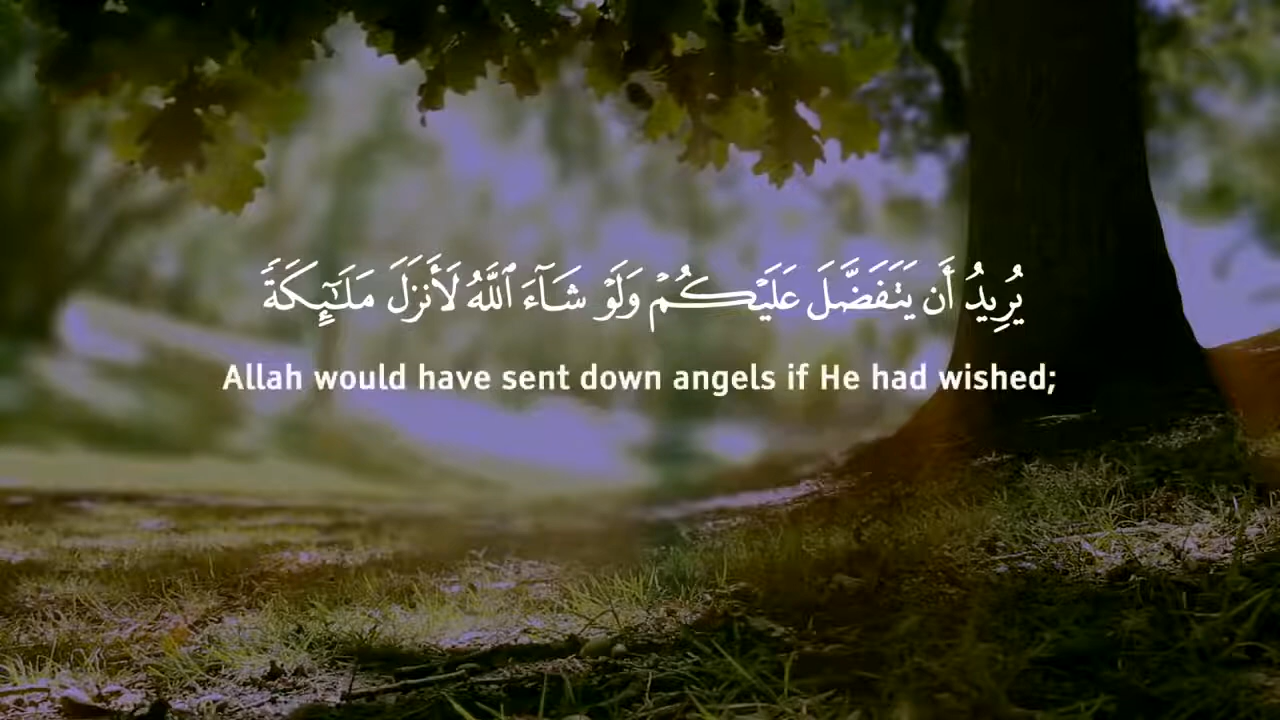 يُرِيدُ أَن يَتَفَضَّلَ عَلَيْكُمْ وَلَوْ شَآءَ ٱللَّهُ لَأَنزَلَ مَلَـٰٓئِكَةً
Allah would have sent down angels if He had wished;